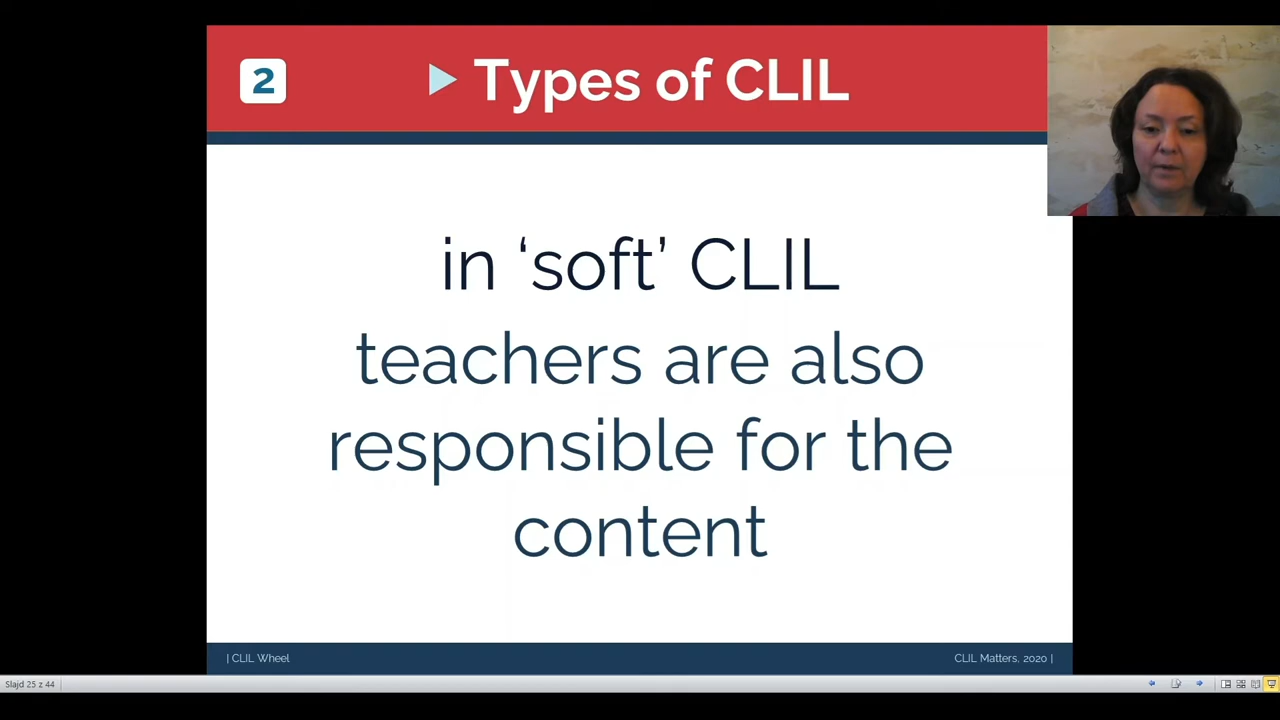 2
▶ Types of CLIL
in ‘soft’ CLIL
teachers are also
responsible for the
content
| CLIL Wheel
CLIL Matters, 2020 |
Slajd 25 z 44